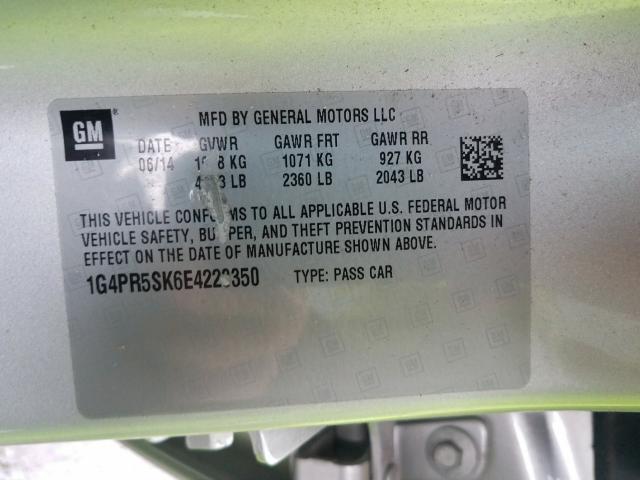 GM
MFD BY GENERAL MOTORS LLC
DATE GVWR GAWR FRT GAWR RR
06/14 KG 1071 KG 927 KG
LB 2360 LB 2043 LB
THIS VEHICLE TO ALL APPLICABLE U.S. FEDERAL MOTOR
VEHICLE SAFETY, AND THEFT PREVENTION STANDARDS IN
EFFECT ON THE DATE OF MANUFACTURE SHOWN ABOVE.
TYPE: PASS CAR